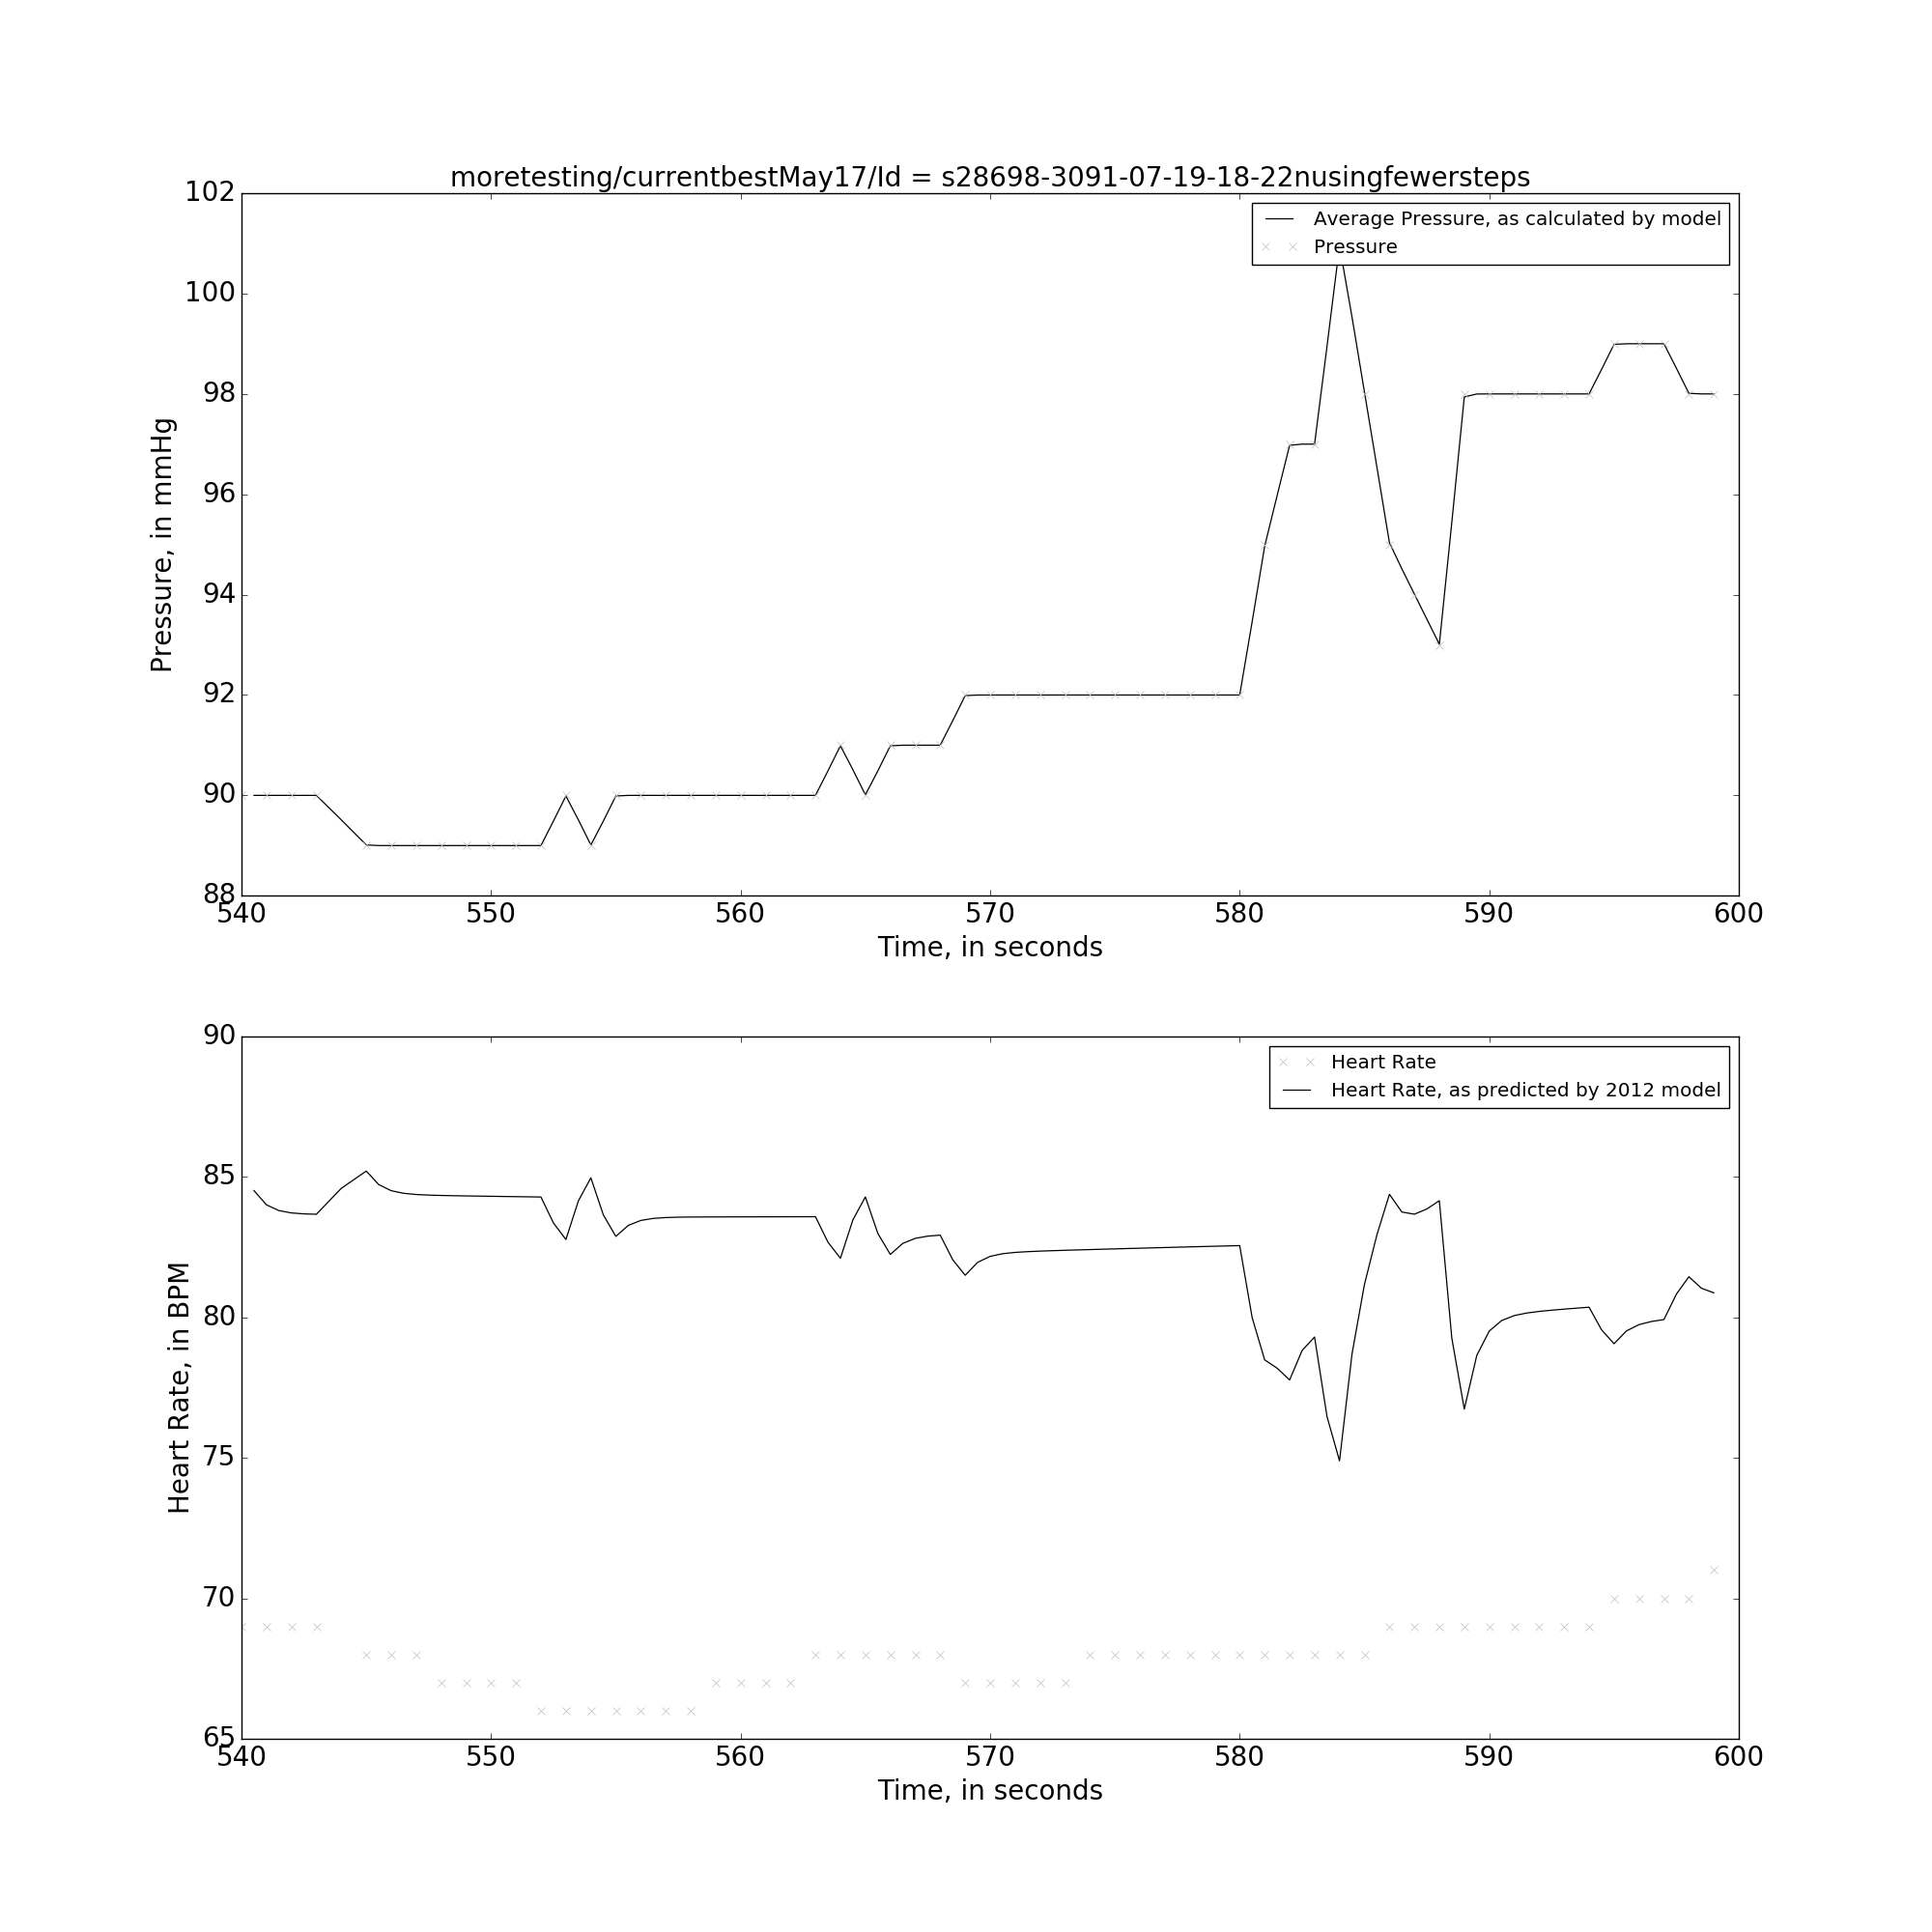 moretesting/currentbestMay17/Id = s28698-3091-07-19-18-22nusingfewersteps
102
100
98
96
94
92
90
88
Pressure, in mmHg
Average Pressure, as calculated by model
Pressure
540 550 560 570 580 590 600
Time, in seconds
90
85
80
75
70
65
Heart Rate, in BPM
Heart Rate
Heart Rate, as predicted by 2012 model
540 550 560 570 580 590 600
Time, in seconds